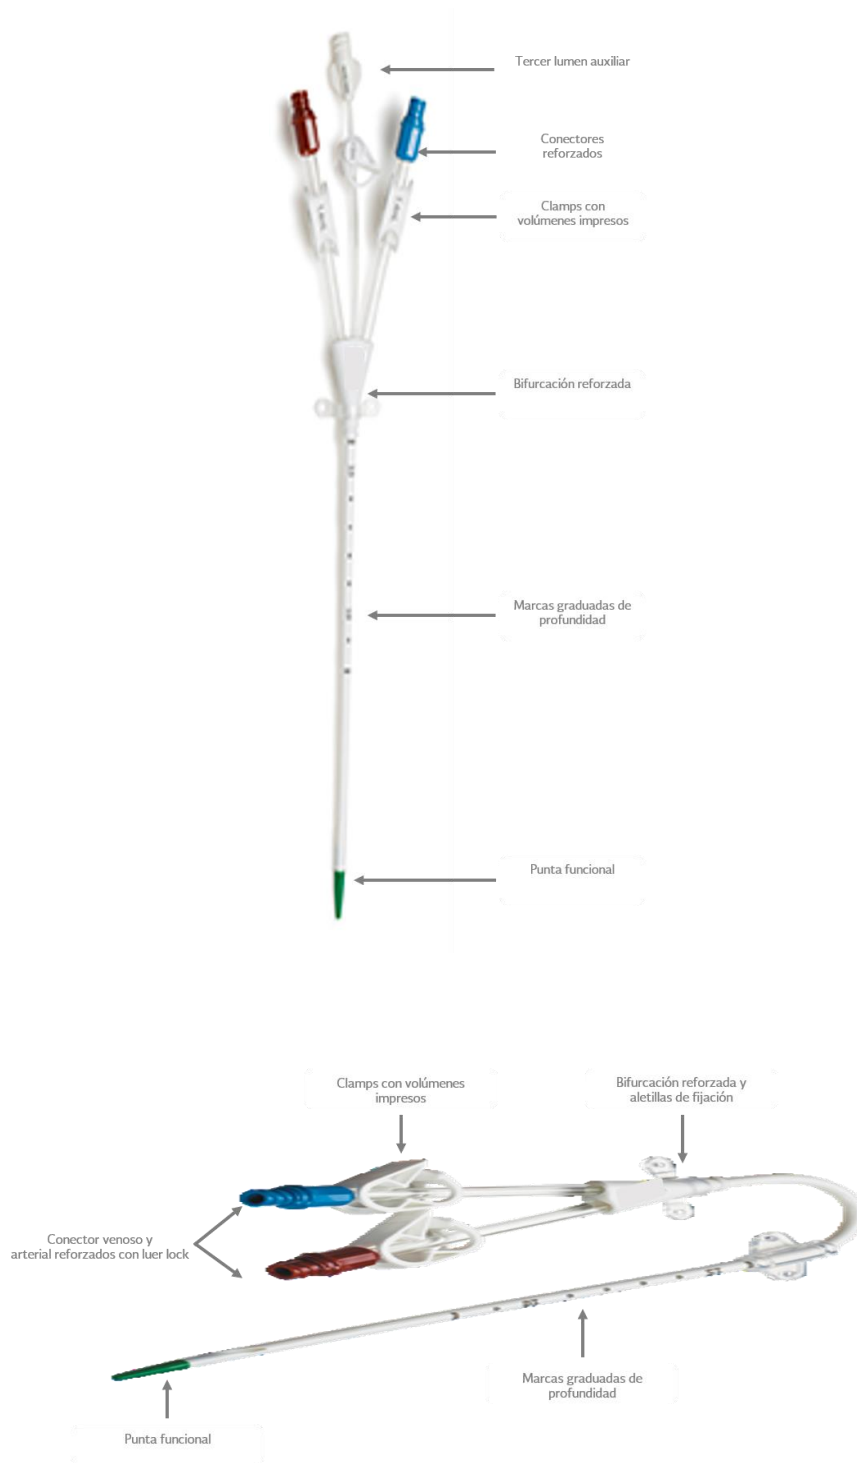 Tercer lumen auxiliar
Conectores
reforzados
Clamps con
volúmenes impresos
Bifurcación reforzada
Marcas graduadas de
profundidad
Punta funcional
Clamps con volúmenes
impresos
Bifurcación reforzada y
aletillas de fijación
Conector venoso y
arterial reforzados con luer lock
Marcas graduadas de
profundidad
Punta funcional